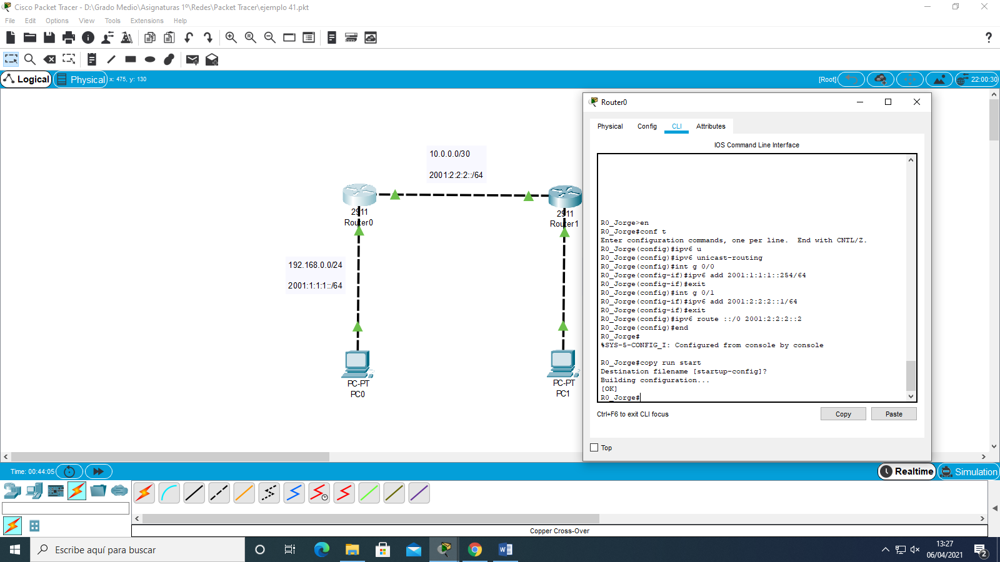 Cisco Packet Tracer - D:\Grado Medio\Asignaturas 1º\Redes\Packet Tracer\ejemplo 41.pkt
File Edit Options View Tools Extensions Help
Logical Physical x: 475, y: 130 [Root] 22:00:30
10.0.0.0/30
2001:2:2:2::/64
2911
Router0
2911
Router1
192.168.0.0/24
2001:1:1:1::/64
PC-PT
PC0
PC-PT
PC1
Router0
Physical Config CLI Attributes
IOS Command Line Interface
R0_Jorge>en
R0_Jorge#conf t
Enter configuration commands, one per line.  End with CNTL/Z.
R0_Jorge(config)#ipv6 u
R0_Jorge(config)#ipv6 unicast-routing
R0_Jorge(config)#int g 0/0
R0_Jorge(config-if)#ipv6 add 2001:1:1:1::254/64
R0_Jorge(config-if)#exit
R0_Jorge(config)#int g 0/1
R0_Jorge(config-if)#ipv6 add 2001:2:2:2::1/64
R0_Jorge(config-if)#exit
R0_Jorge(config)#ipv6 route ::/0 2001:2:2:2::2
R0_Jorge(config)#end
R0_Jorge#
%SYS-5-CONFIG_I: Configured from console by console
R0_Jorge#copy run start
Destination filename [startup-config]?
Building configuration...
[OK]
R0_Jorge#
Ctrl+F6 to exit CLI focus Copy Paste
Top
Time: 00:44:05 Realtime Simulation
Copper Cross-Over
Escribe aquí para buscar
13:27
06/04/2021
2